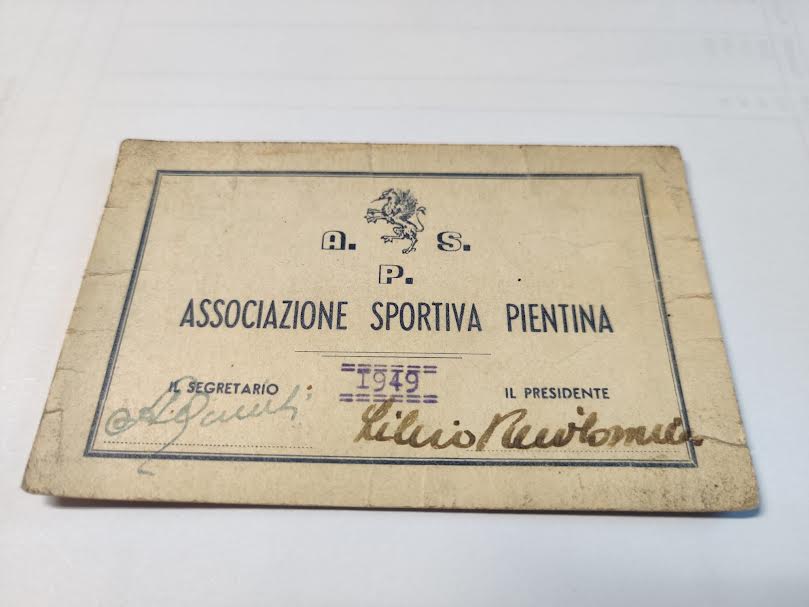 A. S.
P.
ASSOCIAZIONE SPORTIVA PIENTINA
1949
IL SEGRETARIO IL PRESIDENTE